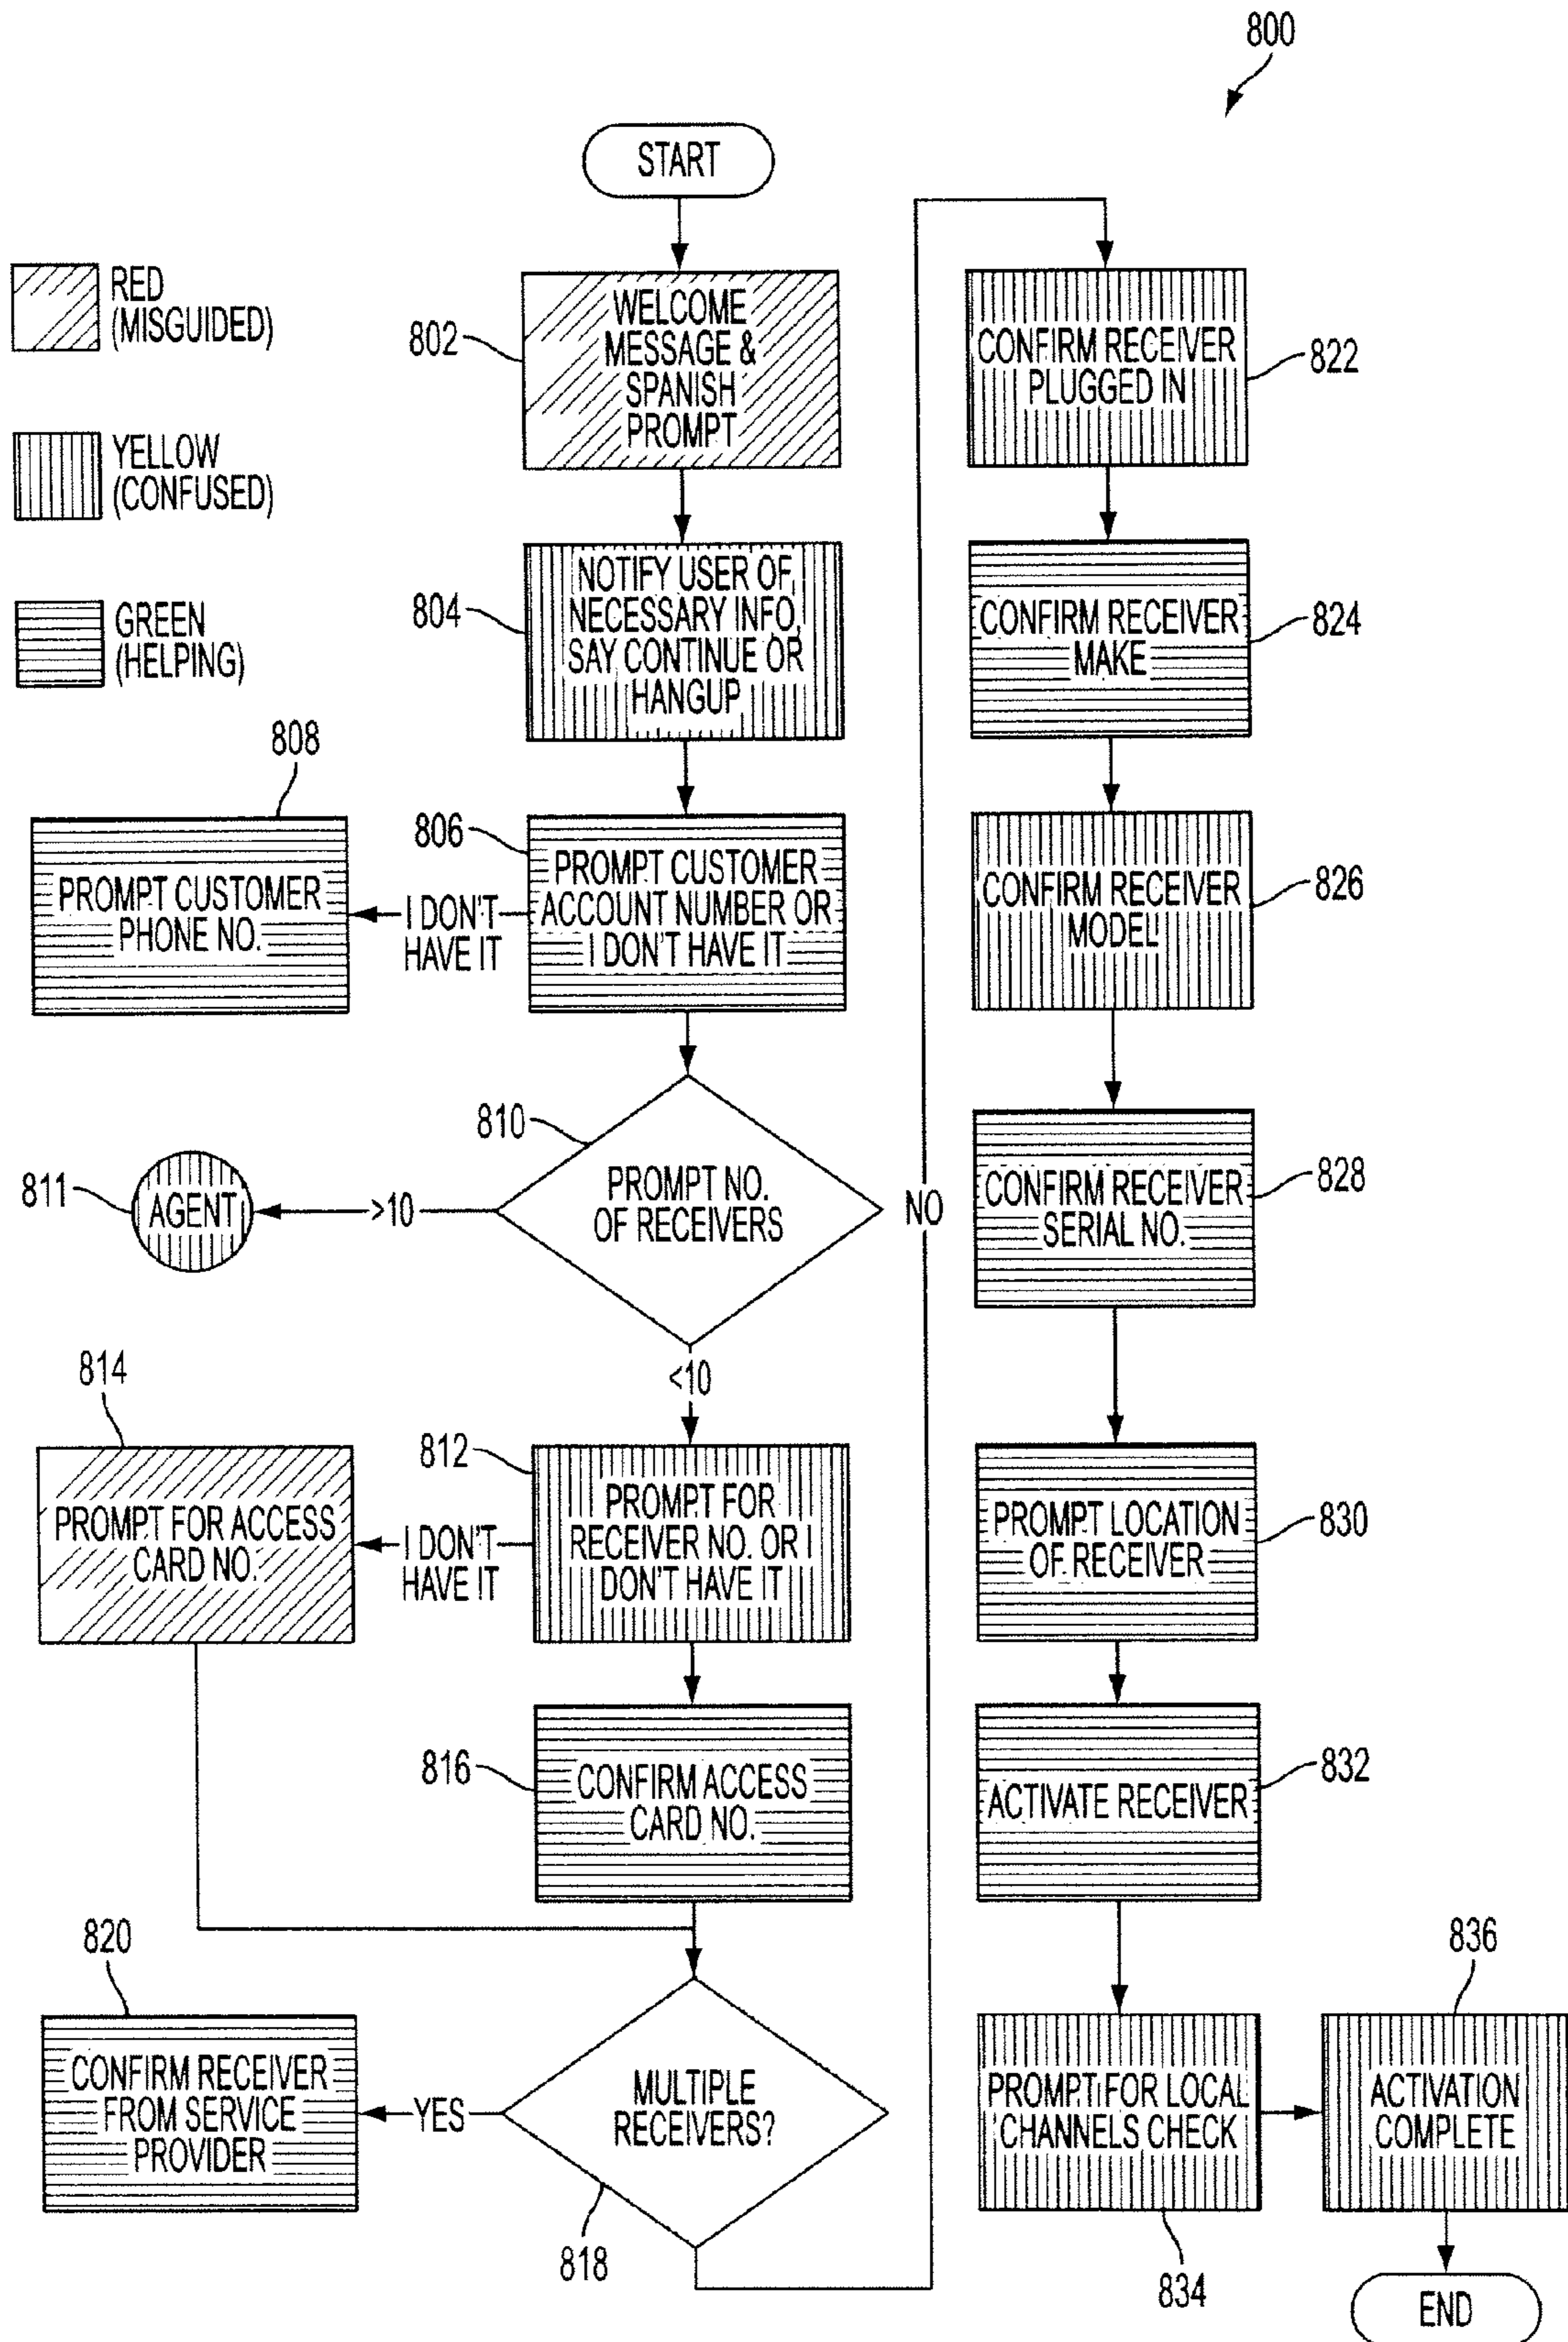 800
START
RED
(MISGUIDED)
YELLOW
(CONFUSED)
GREEN
(HELPING)
802
WELCOME
MESSAGE &
SPANISH
PROMPT
804
NOTIFY USER OF
NECESSARY INFO,
SAY CONTINUE OR
HANGUP
806
PROMPT CUSTOMER
ACCOUNT NUMBER OR
I DON'T HAVE IT
I DON'T
HAVE IT
808
PROMPT CUSTOMER
PHONE NO.
810
PROMPT NO.
OF RECEIVERS
>10
811
AGENT
<10
812
PROMPT FOR
RECEIVER NO. OR I
DON'T HAVE IT
I DON'T
HAVE IT
814
PROMPT FOR ACCESS
CARD NO.
816
CONFIRM ACCESS
CARD NO.
MULTIPLE
RECEIVERS?
818
YES
820
CONFIRM RECEIVER
FROM SERVICE
PROVIDER
NO
CONFIRM RECEIVER
PLUGGED IN
822
CONFIRM RECEIVER
MAKE
824
CONFIRM RECEIVER
MODEL
826
CONFIRM RECEIVER
SERIAL NO.
828
PROMPT LOCATION
OF RECEIVER
830
ACTIVATE RECEIVER
832
PROMPT FOR LOCAL
CHANNELS CHECK
834
836
ACTIVATION
COMPLETE
END